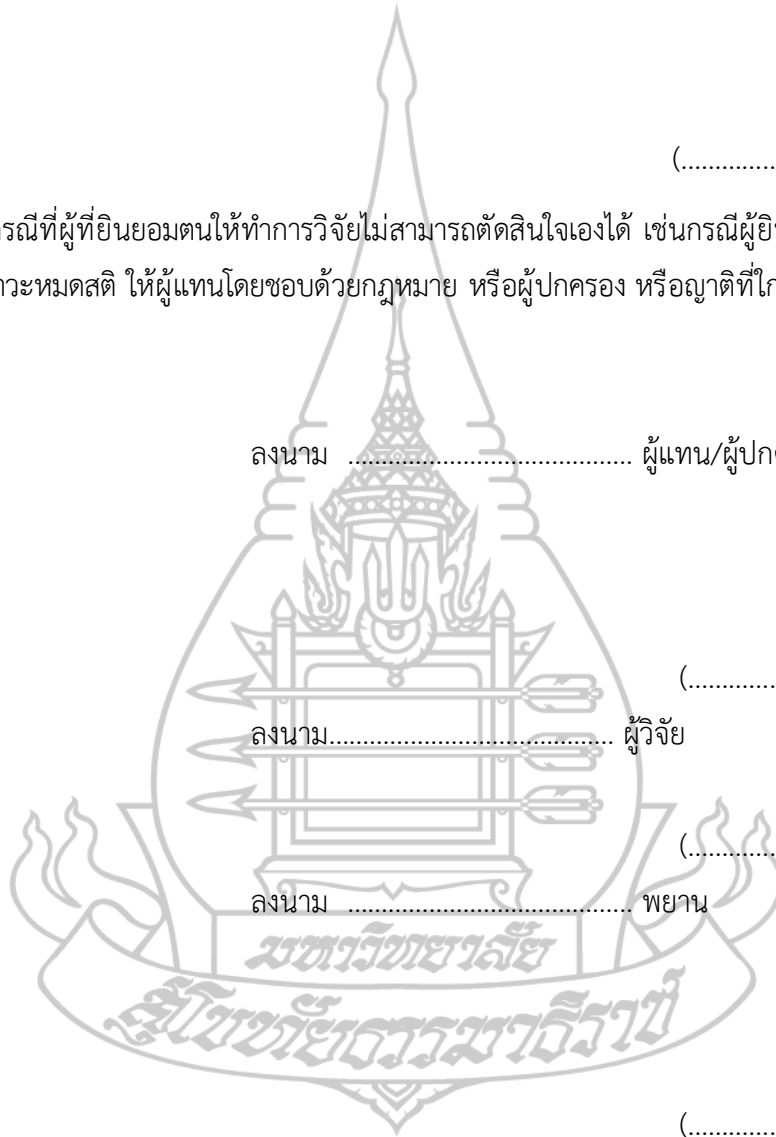 (..............
รณีที่ผู้ที่ยินยอมตนให้ทำการวิจัยไม่สามารถตัดสินใจเองได้ เช่นกรณีผู้ยิ
าวะหมดสติ ให้ผู้แทนโดยชอบด้วยกฎหมาย หรือผู้ปกครอง หรือญาติที่ใก
ลงนาม .......................................... ผู้แทน/ผู้ปก
(..............
ลงนาม.......................................... ผู้วิจัย
(..............
ลงนาม .......................................... พยาน
มหาวิทยาลัย
สุโขทัยธรรมาธิราช
(..............